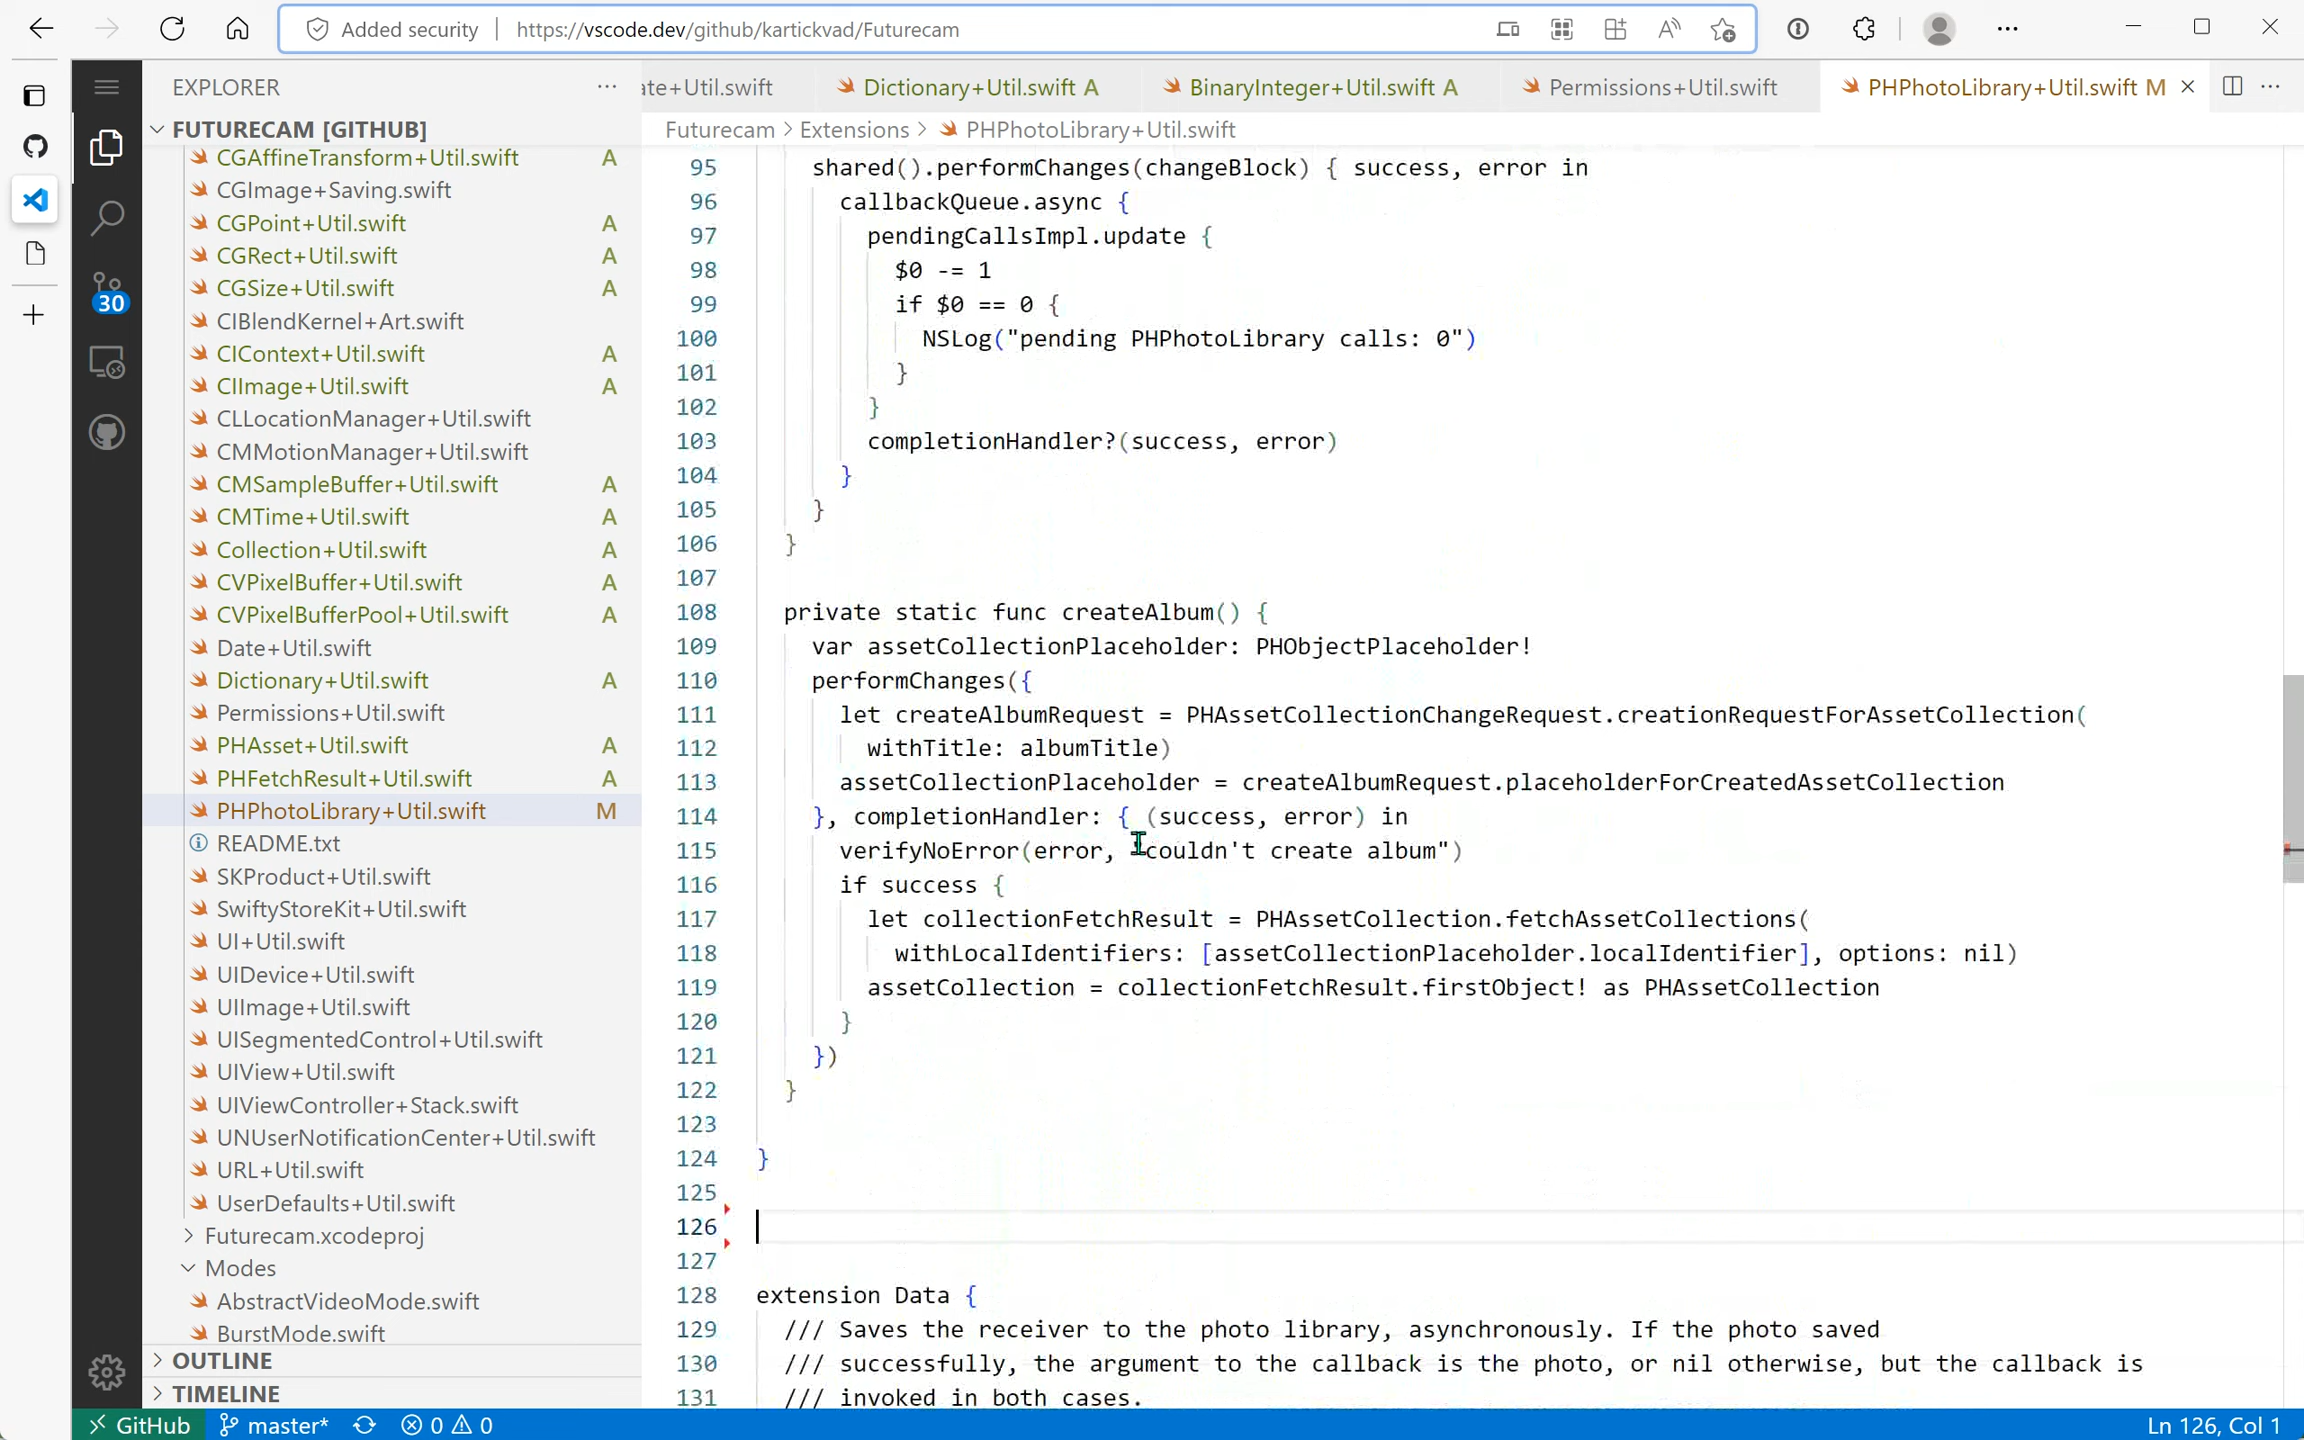 Added security
https://vscode.dev/github/kartickvad/Futurecam
EXPLORER
FUTURECAM [GITHUB]
CGAffineTransform+Util.swift A
CGImage+Saving.swift
CGPoint+Util.swift A
CGRect+Util.swift A
CGSize+Util.swift A
CIBlendKernel+Art.swift
CIContext+Util.swift A
CIImage+Util.swift A
CLLocationManager+Util.swift
CMMotionManager+Util.swift
CMSampleBuffer+Util.swift A
CMTime+Util.swift A
Collection+Util.swift A
CVPixelBuffer+Util.swift A
CVPixelBufferPool+Util.swift A
Date+Util.swift
Dictionary+Util.swift A
Permissions+Util.swift
PHAsset+Util.swift A
PHFetchResult+Util.swift A
PHPhotoLibrary+Util.swift M
README.txt
SKProduct+Util.swift
SwiftyStoreKit+Util.swift
UI+Util.swift
UIDevice+Util.swift
UIImage+Util.swift
UISegmentedControl+Util.swift
UIView+Util.swift
UIViewController+Stack.swift
UNUserNotificationCenter+Util.swift
URL+Util.swift
UserDefaults+Util.swift
Futurecam.xcodeproj
Modes
AbstractVideoMode.swift
BurstMode.swift
OUTLINE
TIMELINE
30
ate+Util.swift
Dictionary+Util.swift A
BinaryInteger+Util.swift A
Permissions+Util.swift
PHPhotoLibrary+Util.swift M
Futurecam > Extensions > PHPhotoLibrary+Util.swift
95 shared().performChanges(changeBlock) { success, error in
96 callbackQueue.async {
97 pendingCallsImpl.update {
98 $0 -= 1
99 if $0 == 0 {
100 NSLog("pending PHPhotoLibrary calls: 0")
101 }
102 }
103 completionHandler?(success, error)
104 }
105 }
106 }
107
108 private static func createAlbum() {
109 var assetCollectionPlaceholder: PHObjectPlaceholder!
110 performChanges({
111 let createAlbumRequest = PHAssetCollectionChangeRequest.creationRequestForAssetCollection(
112 withTitle: albumTitle)
113 assetCollectionPlaceholder = createAlbumRequest.placeholderForCreatedAssetCollection
114 }, completionHandler: { (success, error) in
115 verifyNoError(error, "couldn't create album")
116 if success {
117 let collectionFetchResult = PHAssetCollection.fetchAssetCollections(
118 withLocalIdentifiers: [assetCollectionPlaceholder.localIdentifier], options: nil)
119 assetCollection = collectionFetchResult.firstObject! as PHAssetCollection
120 }
121 })
122 }
123
124 }
125
126
127
128 extension Data {
129 /// Saves the receiver to the photo library, asynchronously. If the photo saved
130 /// successfully, the argument to the callback is the photo, or nil otherwise, but the callback is
131 /// invoked in both cases.
GitHub master* 0 0 Ln 126, Col 1